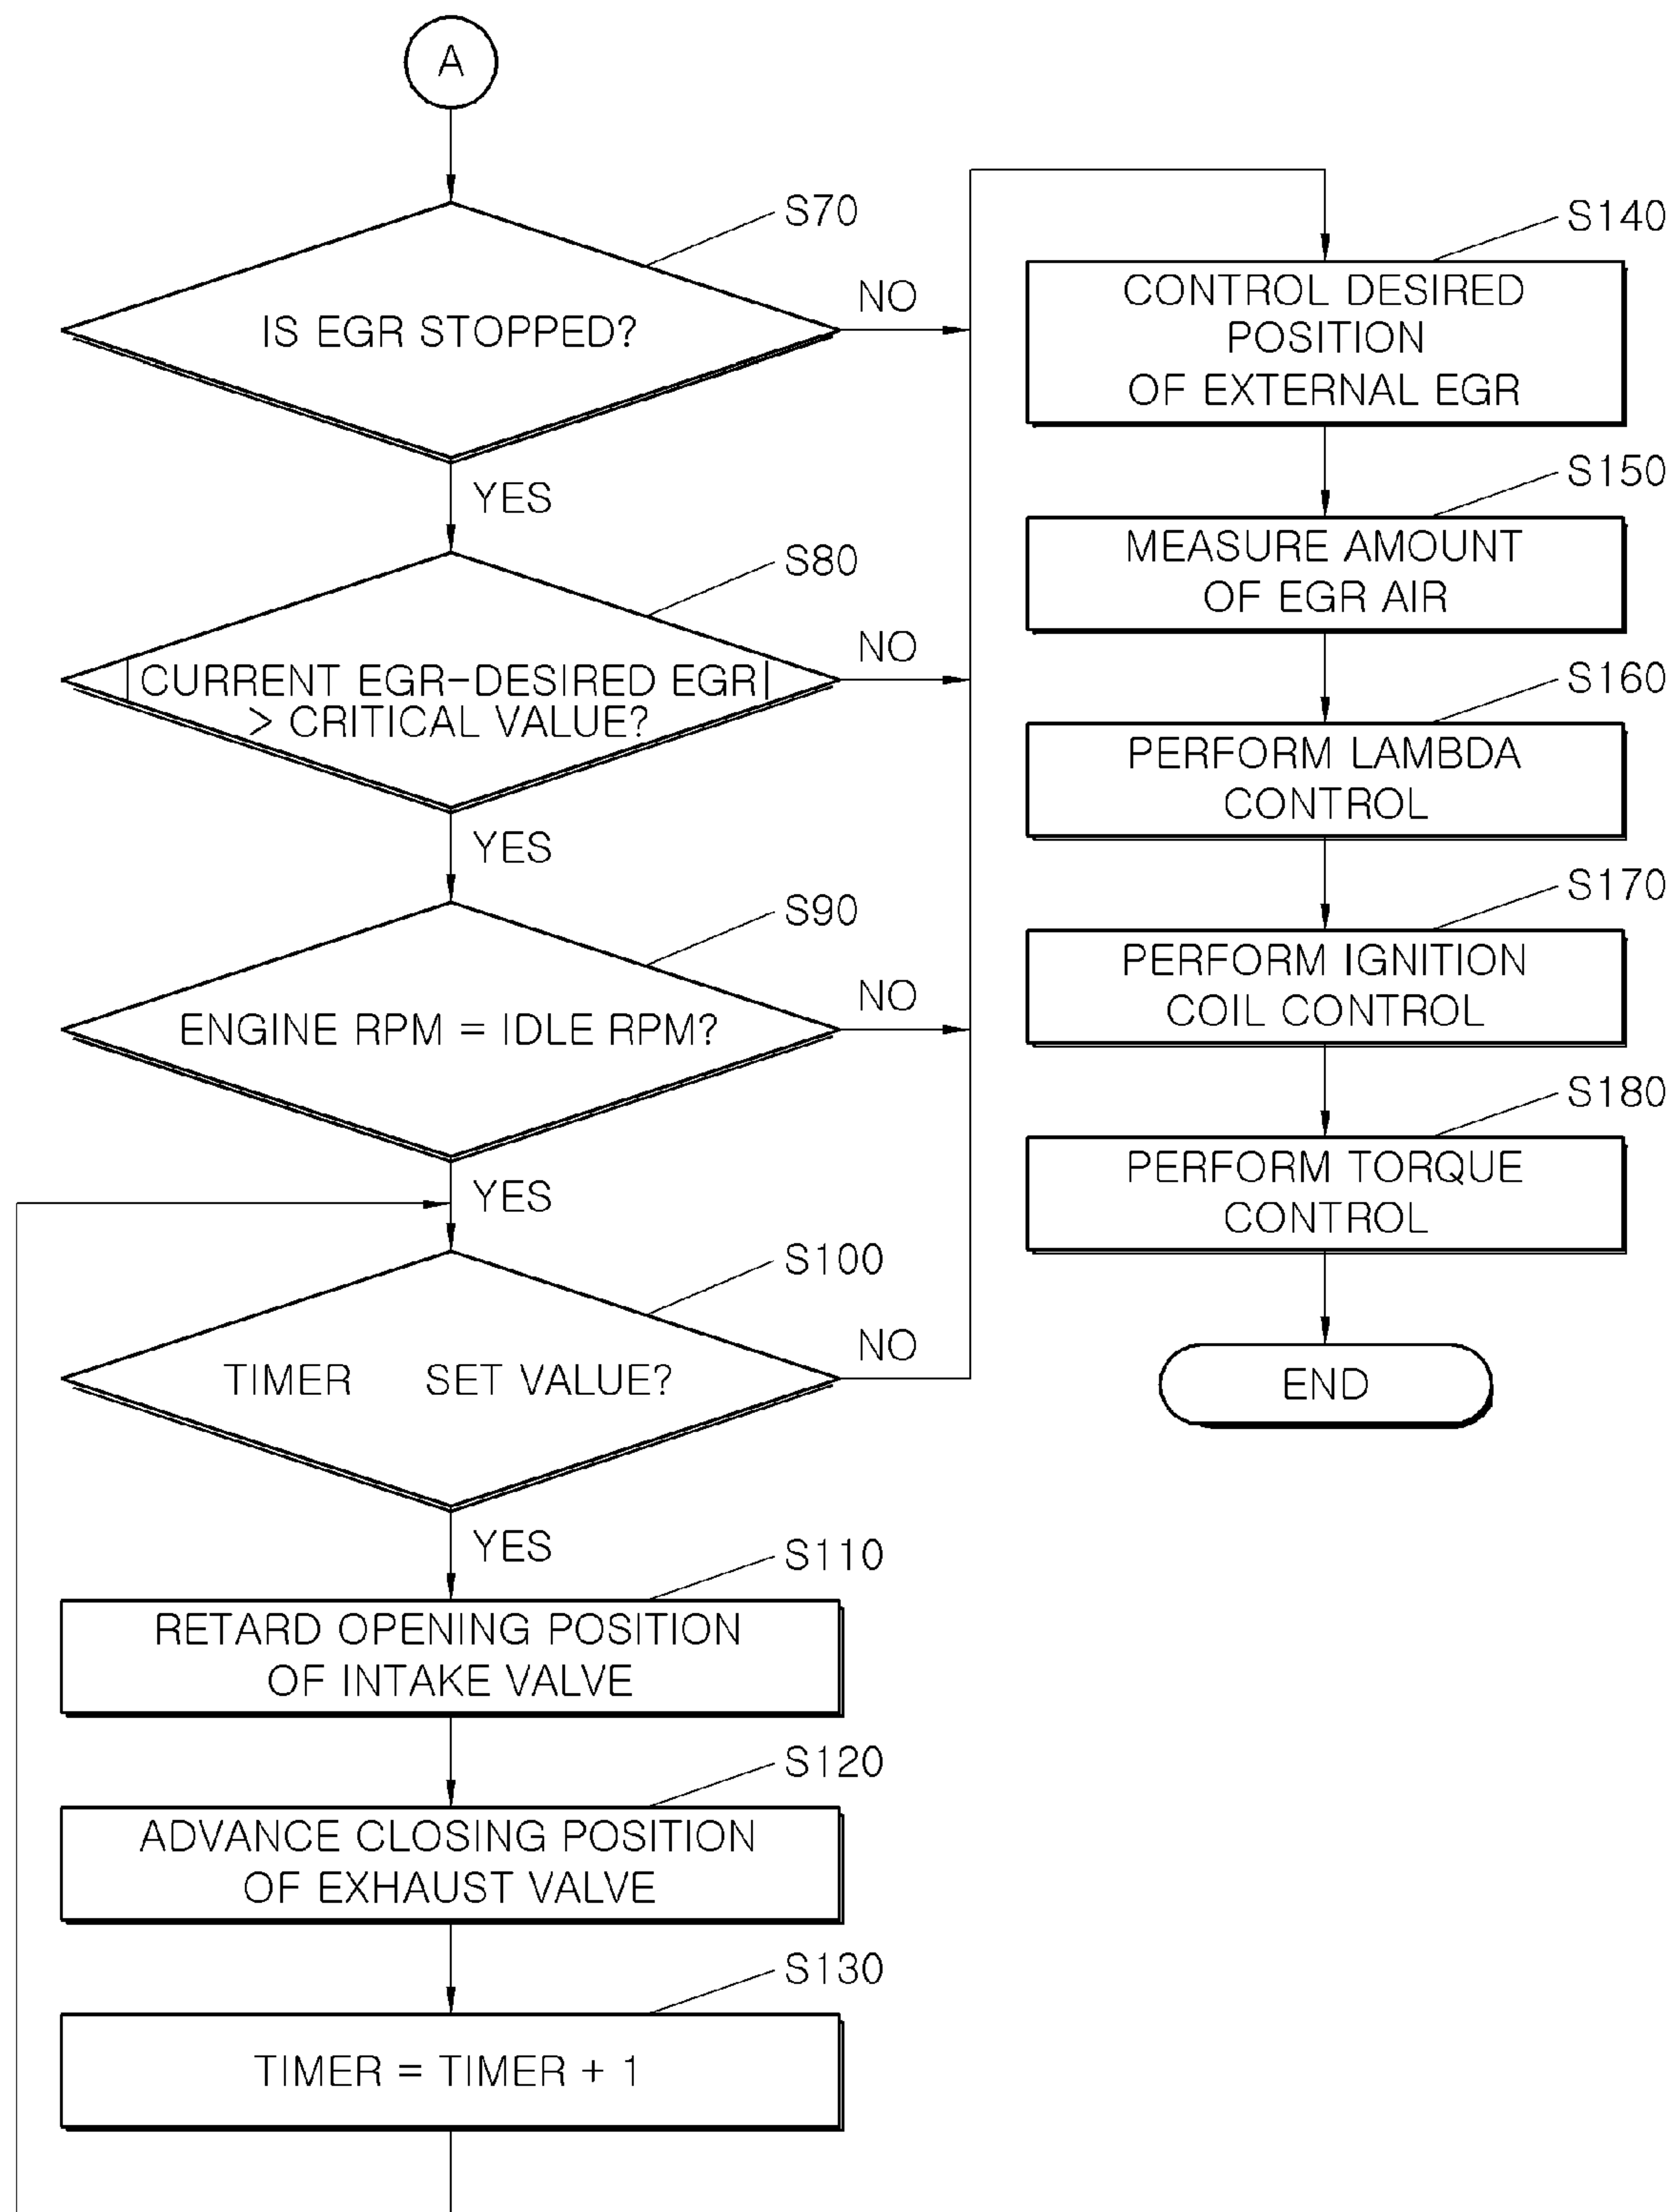 A
S70
IS EGR STOPPED?
NO
YES
S80
|CURRENT EGR-DESIRED EGR|
> CRITICAL VALUE?
NO
YES
S90
ENGINE RPM = IDLE RPM?
NO
YES
S100
TIMER SET VALUE?
NO
YES
S110
RETARD OPENING POSITION
OF INTAKE VALVE
S120
ADVANCE CLOSING POSITION
OF EXHAUST VALVE
S130
TIMER = TIMER + 1
S140
CONTROL DESIRED
POSITION
OF EXTERNAL EGR
S150
MEASURE AMOUNT
OF EGR AIR
S160
PERFORM LAMBDA
CONTROL
S170
PERFORM IGNITION
COIL CONTROL
S180
PERFORM TORQUE
CONTROL
END